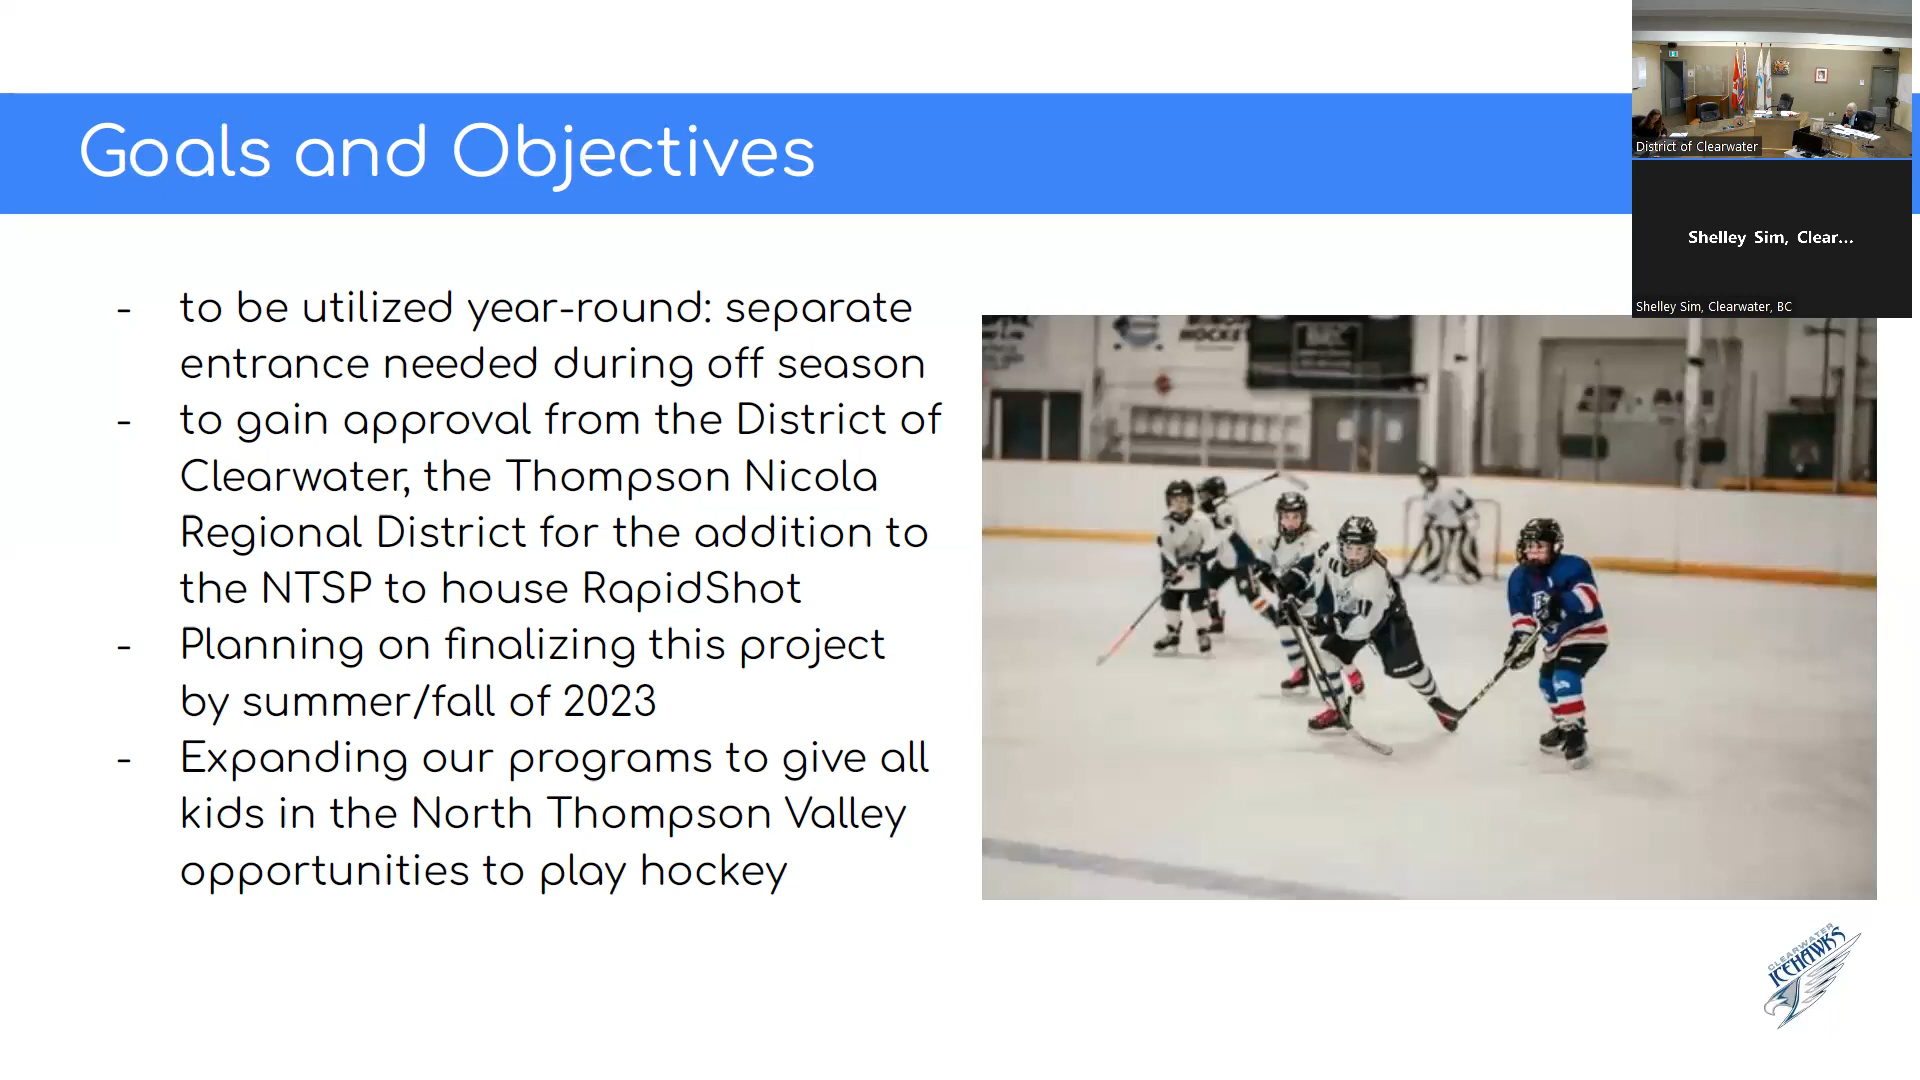 Goals and Objectives
- to be utilized year-round: separate
entrance needed during off season
- to gain approval from the District of
Clearwater, the Thompson Nicola
Regional District for the addition to
the NTSP to house RapidShot
- Planning on finalizing this project
by summer/fall of 2023
- Expanding our programs to give all
kids in the North Thompson Valley
opportunities to play hockey
District of Clearwater
Shelley Sim, Clear...
Shelley Sim, Clearwater, BC
HOCKEY
CLEARWATER
ICEHAWKS